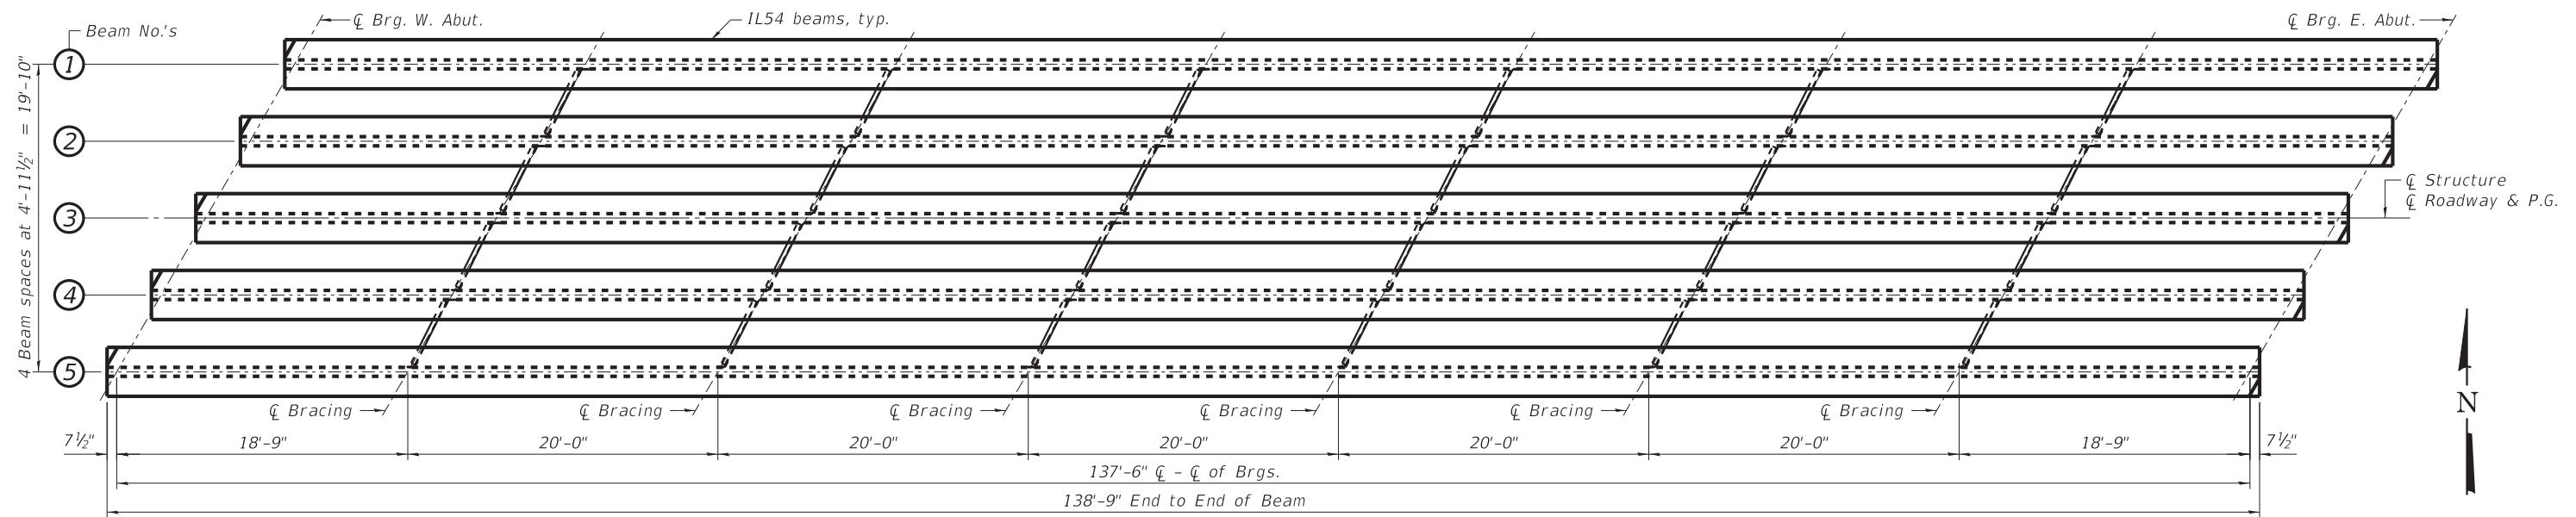 ℄ Brg. W. Abut.
IL54 beams, typ.
℄ Brg. E. Abut.
Beam No.'s
1
2
3
4
5
4 Beam spaces at 4'-11½" = 19'-10"
℄ Structure
℄ Roadway & P.G.
℄ Bracing
℄ Bracing
℄ Bracing
℄ Bracing
℄ Bracing
℄ Bracing
N
7½"
18'-9"
20'-0"
20'-0"
20'-0"
20'-0"
20'-0"
18'-9"
7½"
137'-6" ℄ - ℄ of Brgs.
138'-9" End to End of Beam